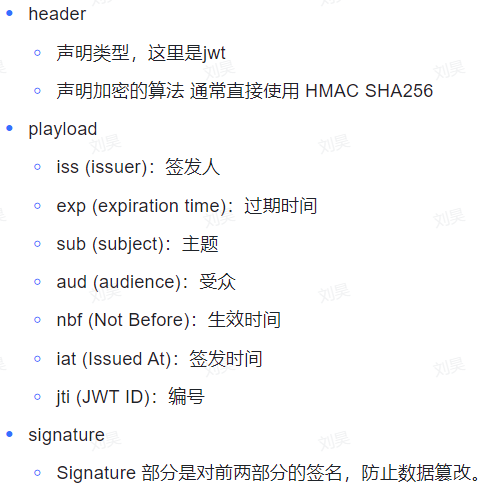 header
声明类型，这里是jwt
声明加密的算法 通常直接使用 HMAC SHA256
playload
iss (issuer)：签发人
exp (expiration time)：过期时间
sub (subject)：主题
aud (audience)：受众
nbf (Not Before)：生效时间
iat (Issued At)：签发时间
jti (JWT ID)：编号
signature
Signature 部分是对前两部分的签名，防止数据篡改。
刘昊